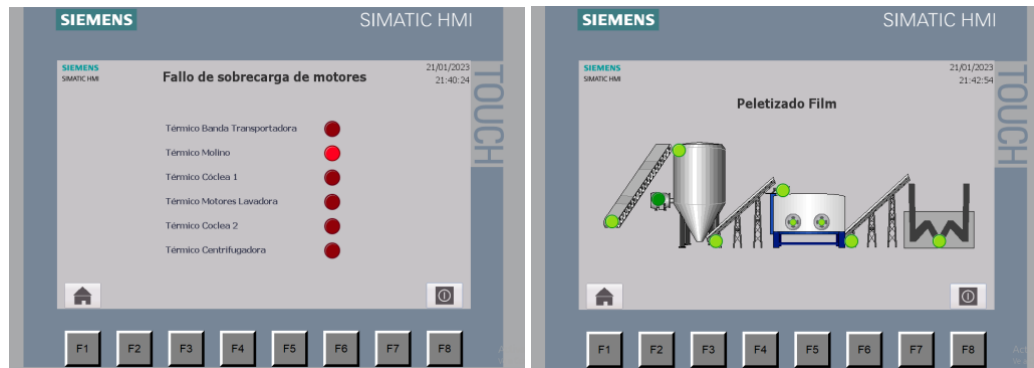 SIEMENS
SIMATIC HMI
SIEMENS
SIMATIC HMI
Fallo de sobrecarga de motores
21/01/2023
21:40:24
TOUCH
Térmico Banda Transportadora
Térmico Molino
Térmico Cóclea 1
Térmico Motores Lavadora
Térmico Coclea 2
Térmico Centrifugadora
F1
F2
F3
F4
F5
F6
F7
F8
SIEMENS
SIMATIC HMI
SIEMENS
SIMATIC HMI
21/01/2023
21:42:54
TOUCH
Peletizado Film
F1
F2
F3
F4
F5
F6
F7
F8